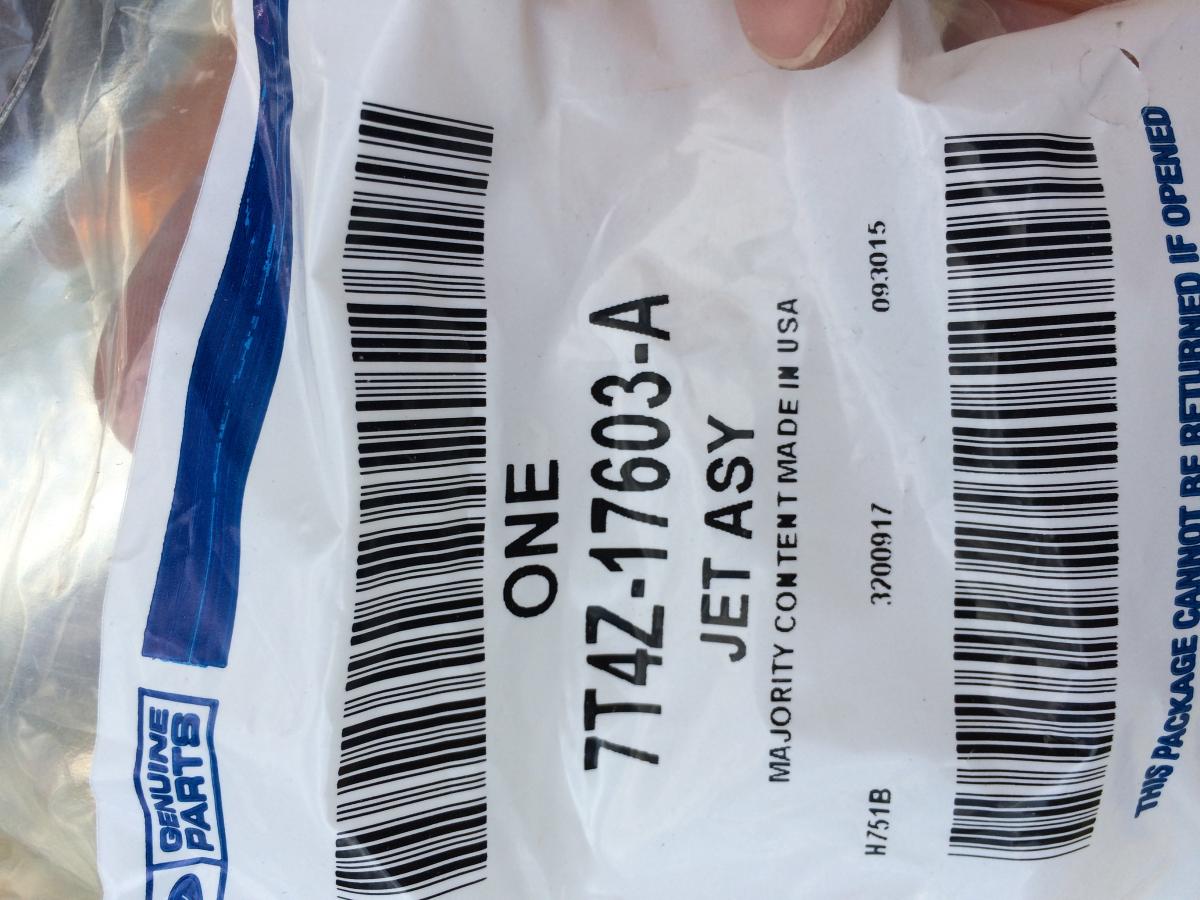 GENUINE
PARTS
ONE
7T4Z-17603-A
JET ASY
MAJORITY CONTENT MADE IN USA
H751B 3200917 093015
THIS PACKAGE CANNOT BE RETURNED IF OPENED